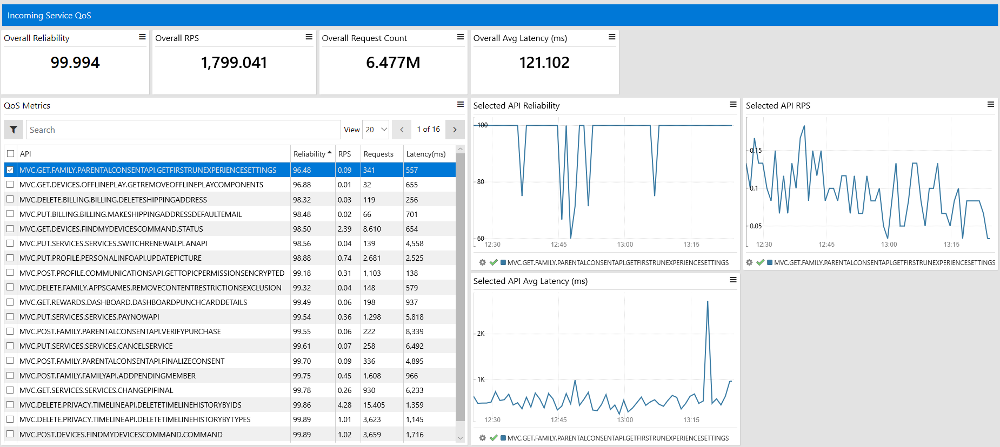 Incoming Service QoS
Overall Reliability
99.994
Overall RPS
1,799.041
Overall Request Count
6.477M
Overall Avg Latency (ms)
121.102
QoS Metrics
Search View 20 1 of 16
API Reliability RPS Requests Latency(ms)
MVC.GET.FAMILY.PARENTALCONSENTAPI.GETFIRSTRUNEXPERIENCESETTINGS 96.48 0.09 341 557
MVC.GET.DEVICES.OFFLINEPLAY.GETREMOVEOFFLINEPLAYCOMPONENTS 96.88 0.01 32 655
MVC.DELETE.BILLING.BILLING.DELETESHIPPINGADDRESS 98.32 0.03 119 256
MVC.PUT.BILLING.BILLING.MAKESHIPPINGADDRESSDEFAULTEMAIL 98.48 0.02 66 701
MVC.GET.DEVICES.FINDMYDEVICESCOMMAND.STATUS 98.50 2.39 8,610 654
MVC.PUT.SERVICES.SERVICES.SWITCHRENEWALPLANAPI 98.56 0.04 139 4,558
MVC.PUT.PROFILE.PERSONALINFOAPI.UPDATEPICTURE 98.88 0.74 2,681 2,525
MVC.POST.PROFILE.COMMUNICATIONSAPI.GETTOPICPERMISSIONSENCRYPTED 99.18 0.31 1,103 138
MVC.DELETE.FAMILY.APPSGAMES.REMOVECONTENTRESTRICTIONSEXCLUSION 99.32 0.04 148 579
MVC.GET.REWARDS.DASHBOARD.DASHBOARDPUNCHCARDDETAILS 99.49 0.06 198 937
MVC.PUT.SERVICES.SERVICES.PAYNOWAPI 99.54 0.36 1,298 5,818
MVC.POST.FAMILY.PARENTALCONSENTAPI.VERIFYPURCHASE 99.55 0.06 222 8,339
MVC.PUT.SERVICES.SERVICES.CANCELSERVICE 99.61 0.07 258 6,492
MVC.POST.FAMILY.PARENTALCONSENTAPI.FINALIZECONSENT 99.70 0.09 336 4,895
MVC.POST.FAMILY.FAMILYAPI.ADDPENDINGMEMBER 99.75 0.45 1,608 966
MVC.GET.SERVICES.SERVICES.CHANGEPIFINAL 99.78 0.26 930 6,233
MVC.DELETE.PRIVACY.TIMELINEAPI.DELETETIMELINEHISTORYBYIDS 99.86 4.28 15,405 1,359
MVC.DELETE.PRIVACY.TIMELINEAPI.DELETETIMELINEHISTORYBYTYPES 99.89 1.01 3,623 1,145
MVC.POST.DEVICES.FINDMYDEVICESCOMMAND.COMMAND 99.89 1.02 3,659 1,716
Selected API Reliability
100
80
60
12:30 12:45 13:00 13:15
MVC.GET.FAMILY.PARENTALCONSENTAPI.GETFIRSTRUNEXPERIENCESETTINGS
Selected API RPS
0.15
0.1
0.05
12:30 12:45 13:00 13:15
MVC.GET.FAMILY.PARENTALCONSENTAPI.GETFIRSTRUNEXPERIENCESETTINGS
Selected API Avg Latency (ms)
2K
1K
12:30 12:45 13:00 13:15
MVC.GET.FAMILY.PARENTALCONSENTAPI.GETFIRSTRUNEXPERIENCESETTINGS